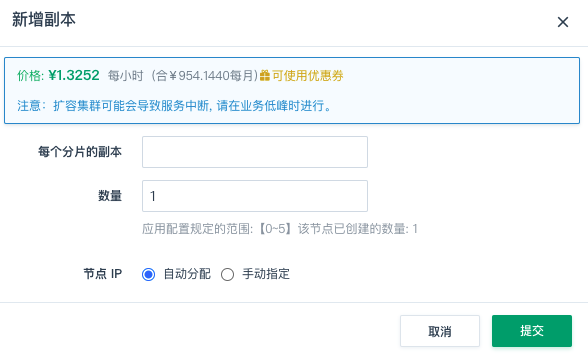 新增副本
价格: ¥1.3252 每小时 (合￥954.1440每月) 可使用优惠券
注意：扩容集群可能会导致服务中断, 请在业务低峰时进行。
每个分片的副本
数量 1
应用配置规定的范围:【0~5】该节点已创建的数量: 1
节点 IP 自动分配 手动指定
取消 提交